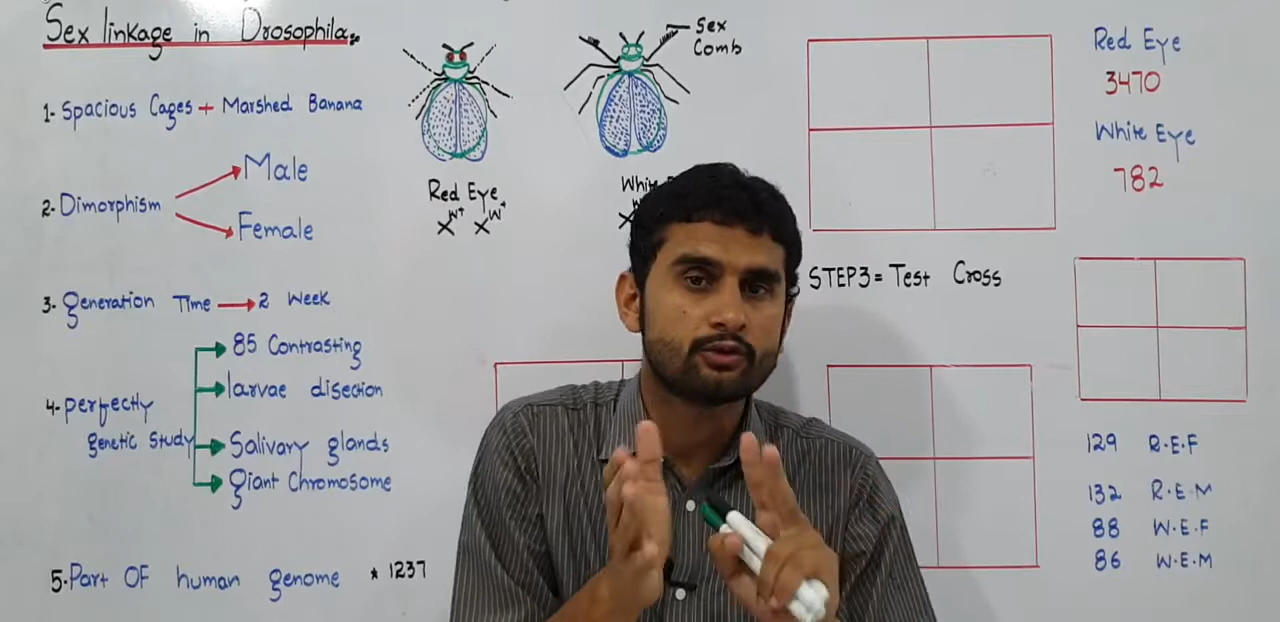 Sex linkage in Drosophila
1- Spacious Cages + Marshed Banana
2- Dimorphism
Male
Female
3- Generation Time → 2 Week
4- perfectly
genetic Study
85 Contrasting
larvae disection
Salivary glands
giant Chromosome
5- Part OF human genome * 1237
Sex
Comb
Red Eye
X^W+ X^W+
X
Red Eye
3470
White Eye
782
STEP3 = Test Cross
129 R.E.F
132 R.E.M
88 W.E.F
86 W.E.M